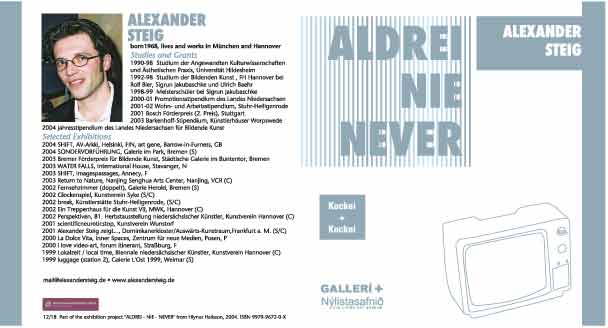 ALEXANDER
STEIG
born1968, lives and works in München and Hannover
Studies and Grants
1990-98 Studium der Angewandten Kulturwissenschaften
und Ästhetischen Praxis, Universität Hildesheim
1992-98 Studium der Bildenden Kunst , FH Hannover bei
Rolf Bier, Sigrun Jakubaschke und Ulrich Baehr
1998-99 Meisterschüler bei Sigrun Jakubaschke
2000-01 Promotionsstipendium des Landes Niedersachsen
2001-02 Wohn- und Arbeitstipendium, Stuhr-Heiligenrode
2001 Bosch Förderpreis (2. Preis), Stuttgart
2003 Barkenhoff-Stipendium, Künstlerhäuser Worpswede
2004 Jahresstipendium des Landes Niedersachsen für Bildende Kunst
Selected Exhibitions
2004 SHIFT, AV-Arkki, Helsinki, FIN, art gene, Barrow-in-Furness, GB
2004 SONDERVORFÜHRUNG, Galerie im Park, Bremen (S)
2003 Bremer Förderpreis für Bildende Kunst, Städtische Galerie im Buntentor, Bremen
2003 WATER FALLS, International House, Stavanger, N
2003 SHIFT, imagespassages, Annecy, F
2003 Return to Nature, Nanjing Shenghua Arts Center, Nanjing, VCR (C)
2002 Fernsehzimmer (doppelt), Galerie Herold, Bremen (S)
2002 Glockenspiel, Kunstverein Syke (S/C)
2002 break, Künstlerstätte Stuhr-Heiligenrode, (S/C)
2002 Ein Treppenhaus für die Kunst VII, MWK, Hannover (C)
2002 Perspektiven, 81. Herbstausstellung niedersächsischer Künstler, Kunstverein Hannover (C)
2001 scientificneuroticstop, Kunstverein Wunstorf
2001 Alexander Steig zeigt..., Dominikanerkloster/Auswärts-Kunstraum,Frankfurt a. M. (S/C)
2000 La Dolce Vita, Inner Spaces, Zentrum für neue Medien, Posen, P
2000 I love video-art, forum itinerant, Straßburg, F
1999 Lokalzeit / local time, Biennale niedersächsischer Künstler, Kunstverein Hannover (C)
1999 luggage (station 2), Galerie L'Ost 1999, Weimar (S)
mail@alexandersteig.de • www.alexandersteig.de
12/18 Part of the exhibition project "ALDREI - NIE - NEVER" from Hlynur Hallsson, 2004. ISBN 9979-9672-0-X
ALDREI
NIE
NEVER
ALEXANDER
STEIG
Kuckei
+
Kuckei
GALLERÍ +
Nýlistasafnið